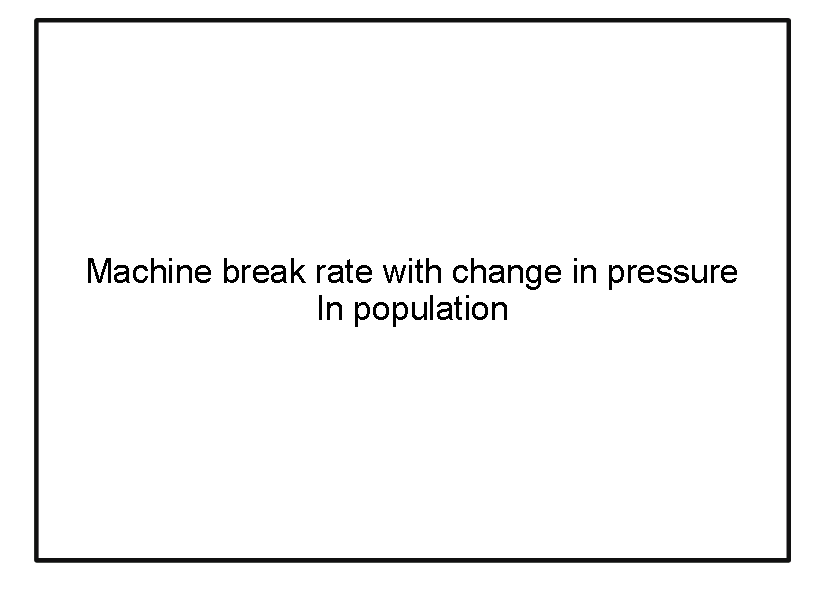 Machine break rate with change in pressure
In population